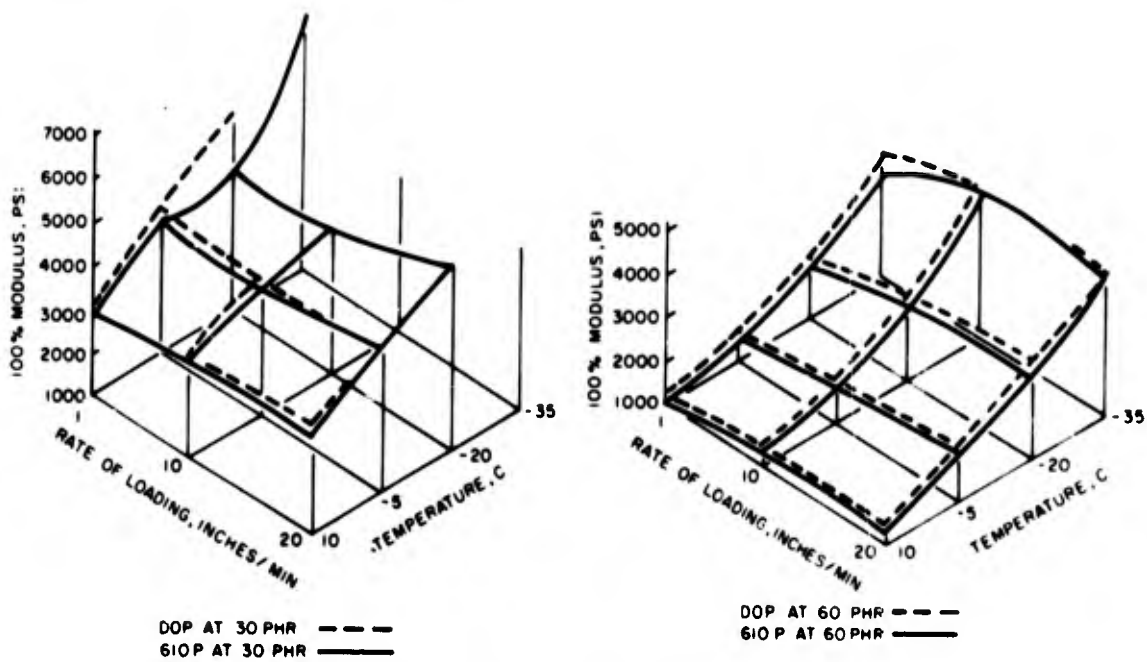 7000
6000
5000
4000
3000
2000
1000
100% MODULUS, PSI
1
10
20
RATE OF LOADING, INCHES/MIN
10
-5
-20
-35
TEMPERATURE, C
DOP AT 30 PHR
610P AT 30 PHR
5000
4000
3000
2000
1000
100% MODULUS, PSI
1
10
20
RATE OF LOADING, INCHES/MIN
10
-5
-20
-35
TEMPERATURE, C
DOP AT 60 PHR
610P AT 60 PHR